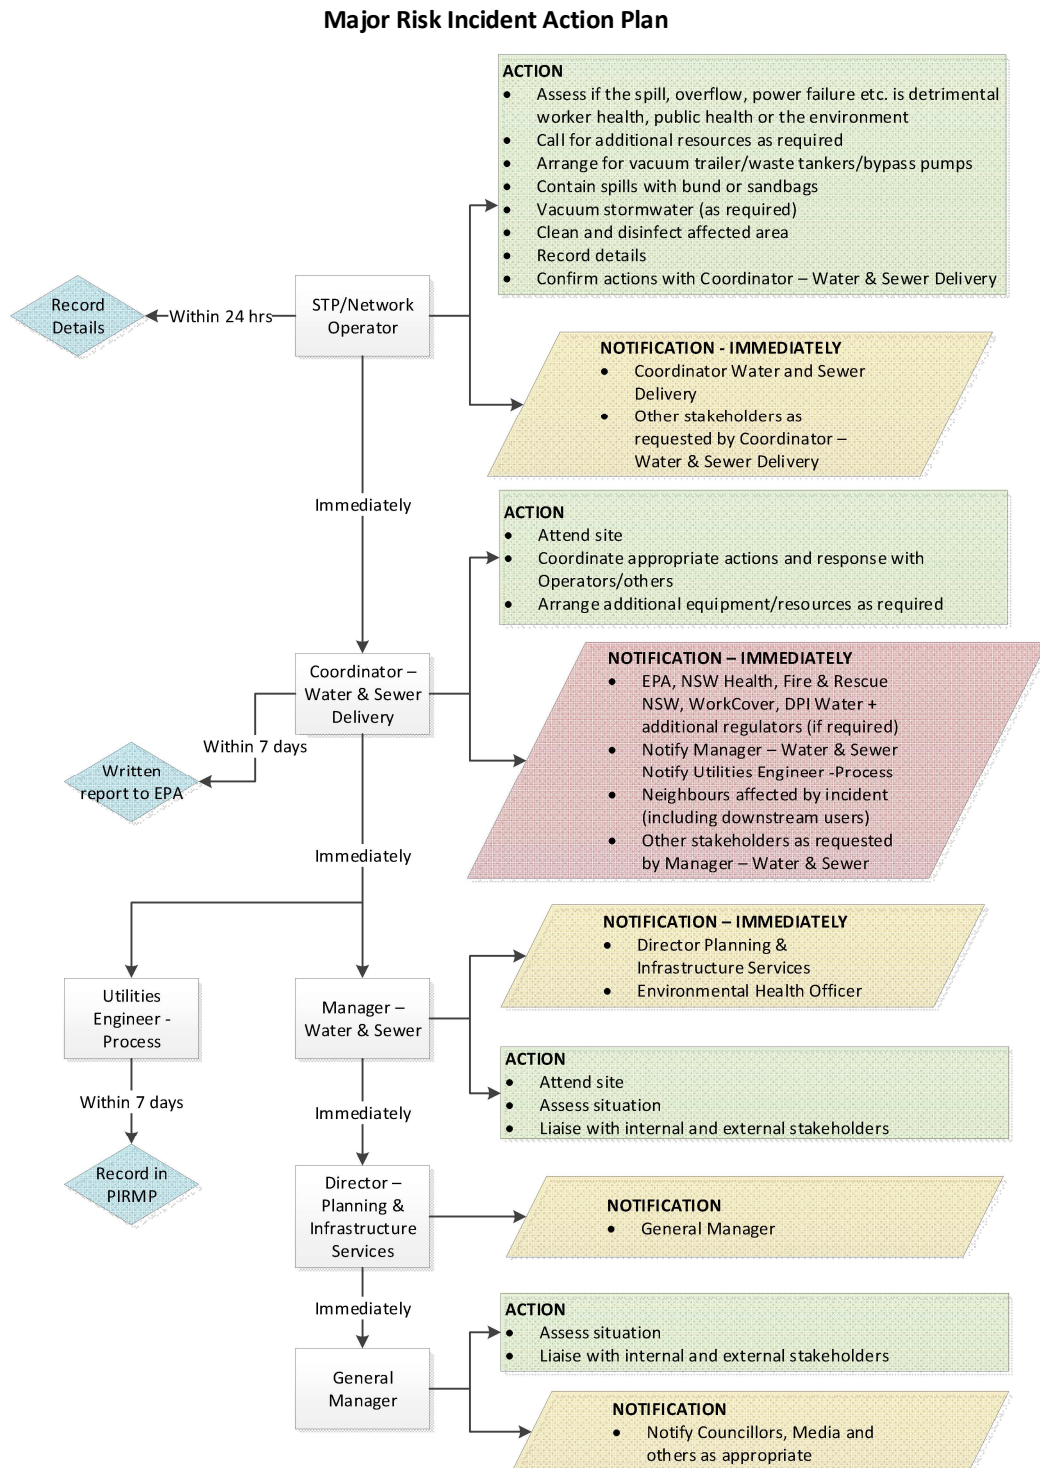 Major Risk Incident Action Plan
ACTION
• Assess if the spill, overflow, power failure etc. is detrimental
worker health, public health or the environment
• Call for additional resources as required
• Arrange for vacuum trailer/waste tankers/bypass pumps
• Contain spills with bund or sandbags
• Vacuum stormwater (as required)
• Clean and disinfect affected area
• Record details
• Confirm actions with Coordinator – Water & Sewer Delivery
Record
Details
Within 24 hrs
STP/Network
Operator
NOTIFICATION - IMMEDIATELY
• Coordinator Water and Sewer
Delivery
• Other stakeholders as
requested by Coordinator –
Water & Sewer Delivery
Immediately
ACTION
• Attend site
• Coordinate appropriate actions and response with
Operators/others
• Arrange additional equipment/resources as required
Coordinator –
Water & Sewer
Delivery
NOTIFICATION – IMMEDIATELY
• EPA, NSW Health, Fire & Rescue
NSW, WorkCover, DPI Water +
additional regulators (if required)
• Notify Manager – Water & Sewer
Notify Utilities Engineer -Process
• Neighbours affected by incident
(including downstream users)
• Other stakeholders as requested
by Manager – Water & Sewer
Within 7 days
Written
report to EPA
Immediately
NOTIFICATION – IMMEDIATELY
• Director Planning &
Infrastructure Services
• Environmental Health Officer
Utilities
Engineer -
Process
Manager –
Water & Sewer
ACTION
• Attend site
• Assess situation
• Liaise with internal and external stakeholders
Within 7 days
Immediately
Record in
PIRMP
Director –
Planning &
Infrastructure
Services
NOTIFICATION
• General Manager
Immediately
ACTION
• Assess situation
• Liaise with internal and external stakeholders
General
Manager
NOTIFICATION
• Notify Councillors, Media and
others as appropriate